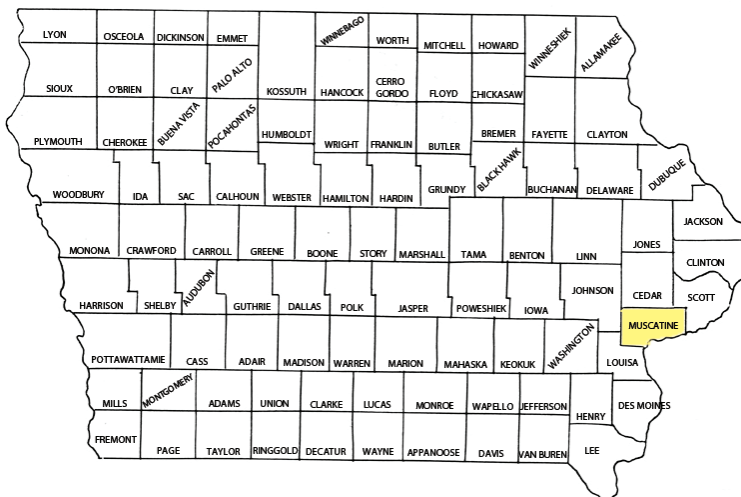 LYON OSCEOLA DICKINSON EMMET WINNEBAGO WORTH MITCHELL HOWARD WINNESHIEK ALLAMAKEE
SIOUX O'BRIEN CLAY PALO ALTO KOSSUTH HANCOCK CERRO GORDO FLOYD CHICKASAW
PLYMOUTH CHEROKEE BUENA VISTA POCAHONTAS HUMBOLDT WRIGHT FRANKLIN BUTLER BREMER FAYETTE CLAYTON
WOODBURY IDA SAC CALHOUN WEBSTER HAMILTON HARDIN GRUNDY BLACK HAWK BUCHANAN DELAWARE DUBUQUE
MONONA CRAWFORD CARROLL GREENE BOONE STORY MARSHALL TAMA BENTON LINN JONES JACKSON
CLINTON
HARRISON SHELBY AUDUBON GUTHRIE DALLAS POLK JASPER POWESHIEK IOWA JOHNSON CEDAR SCOTT
MUSCATINE
POTTAWATTAMIE CASS ADAIR MADISON WARREN MARION MAHASKA KEOKUK WASHINGTON LOUISA
MILLS MONTGOMERY ADAMS UNION CLARKE LUCAS MONROE WAPELLO JEFFERSON HENRY DES MOINES
FREMONT PAGE TAYLOR RINGGOLD DECATUR WAYNE APPANOOSE DAVIS VAN BUREN LEE